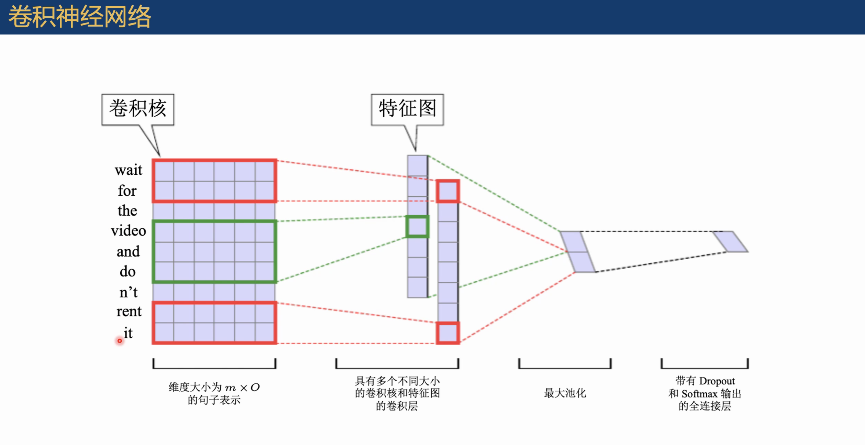 卷积神经网络
卷积核
特征图
wait
for
the
video
and
do
n't
rent
it
维度大小为 m × O
的句子表示
具有多个不同大小
的卷积核和特征图
的卷积层
最大池化
带有 Dropout
和 Softmax 输出
的全连接层